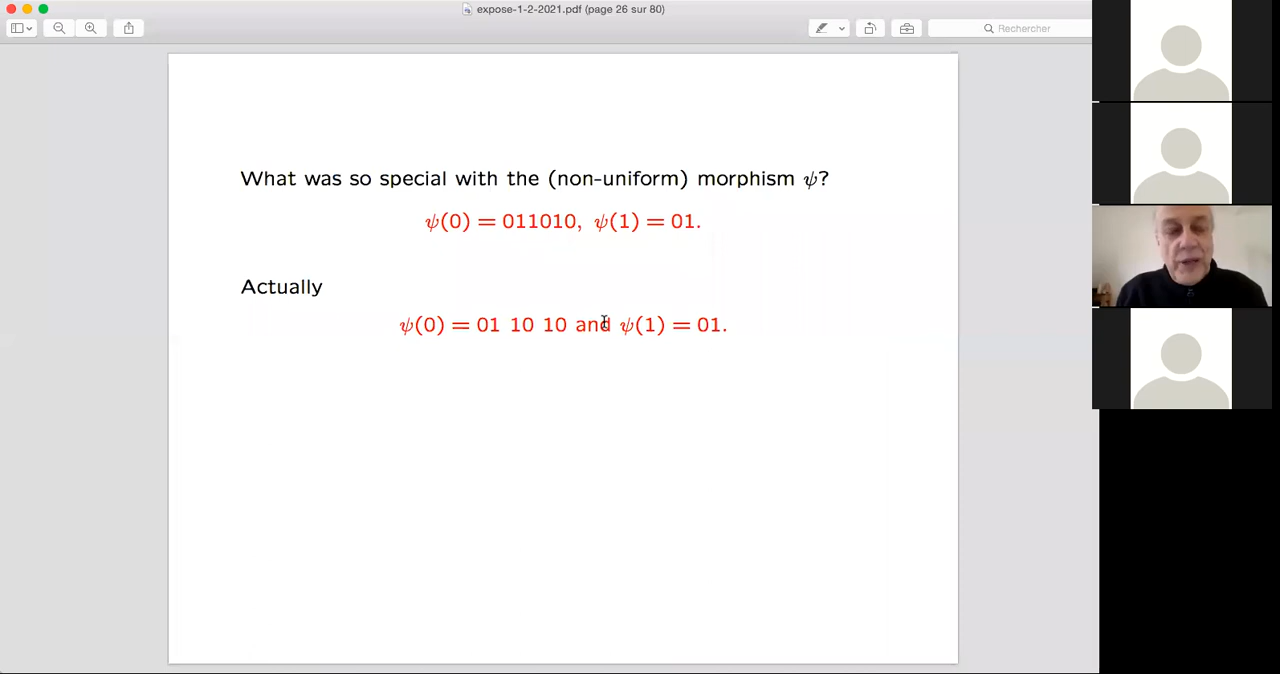 expose-1-2-2021.pdf (page 26 sur 80)
Rechercher
What was so special with the (non-uniform) morphism ψ?
ψ(0) = 011010, ψ(1) = 01.
Actually
ψ(0) = 01 10 10 and ψ(1) = 01.